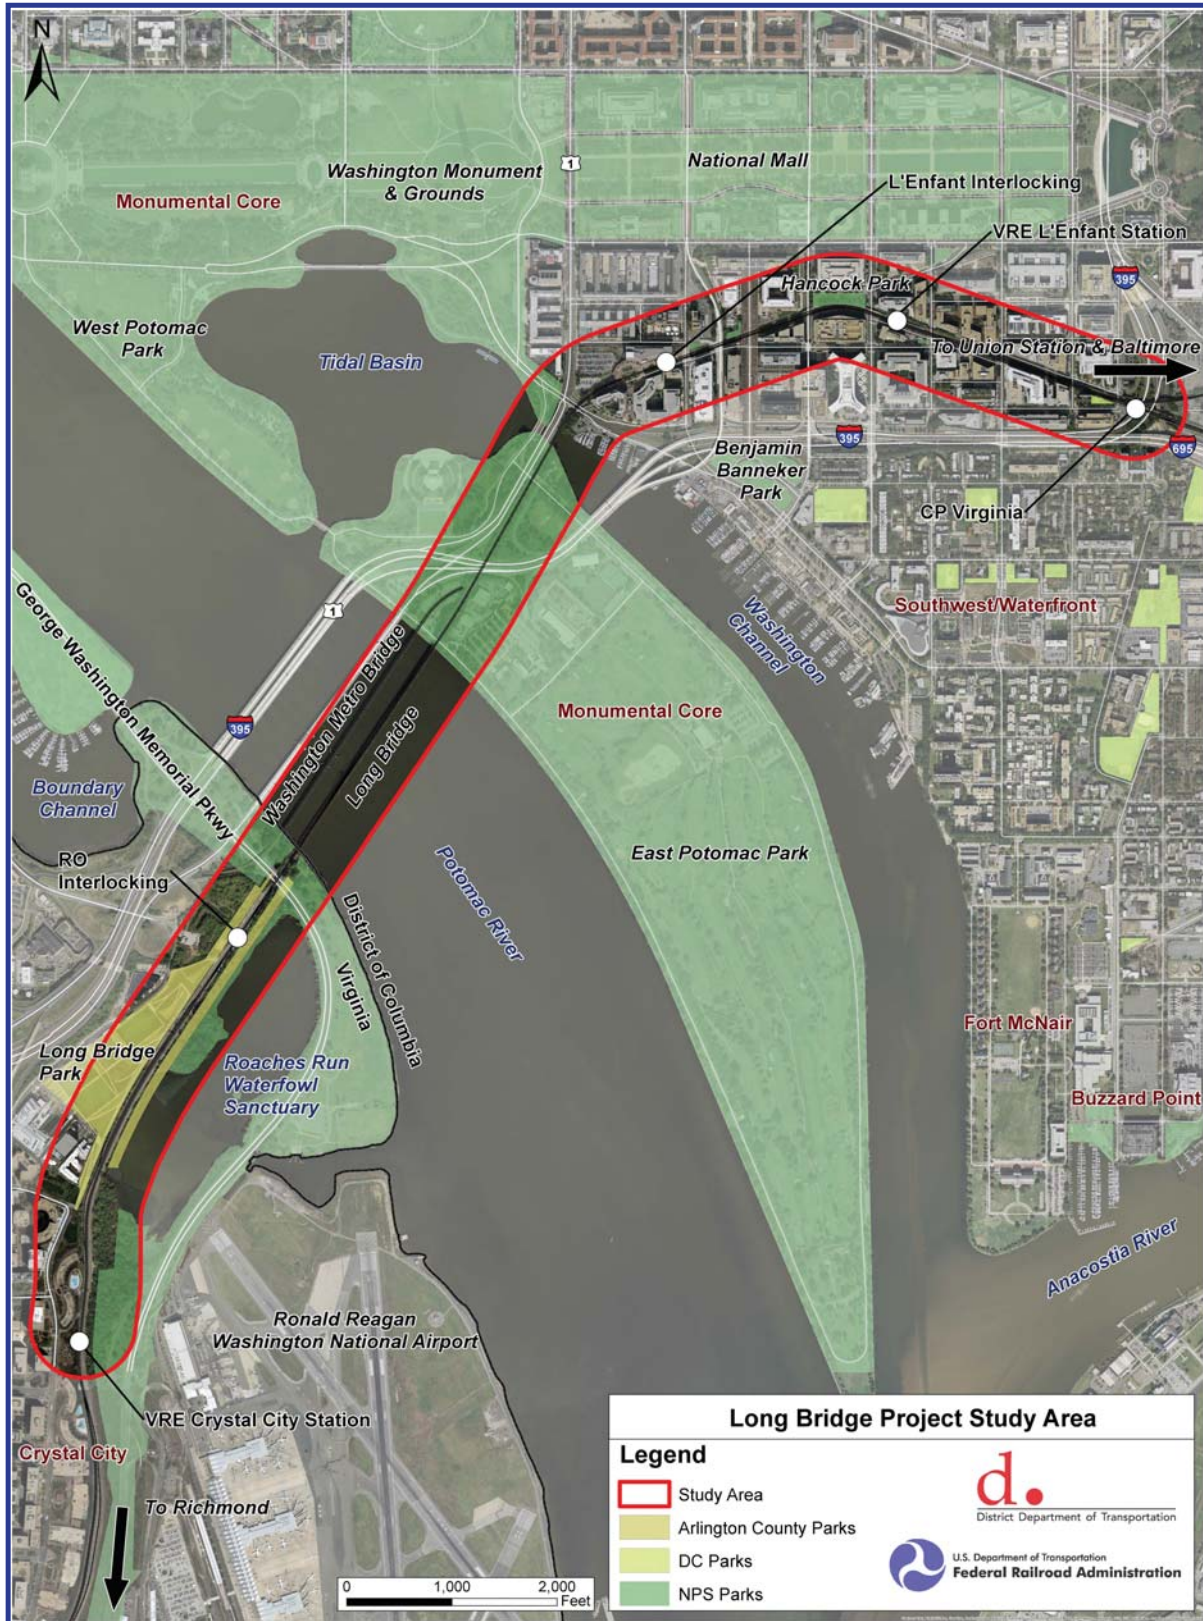 N
Washington Monument
& Grounds
1
National Mall
L'Enfant Interlocking
Monumental Core
VRE L'Enfant Station
395
Hancock Park
West Potomac
Park
Tidal Basin
To Union Station & Baltimore
395
695
Benjamin
Banneker
Park
CP Virginia
George Washington Memorial Pkwy
1
Southwest/Waterfront
Washington
Channel
Washington Metro Bridge
Long Bridge
Monumental Core
395
Boundary
Channel
RO
Interlocking
Potomac River
East Potomac Park
District of Columbia
Virginia
Fort McNair
Long Bridge
Park
Roaches Run
Waterfowl
Sanctuary
Buzzard Point
Anacostia River
Ronald Reagan
Washington National Airport
VRE Crystal City Station
Crystal City
To Richmond
0 1,000 2,000
Feet
Long Bridge Project Study Area
Legend
Study Area
Arlington County Parks
DC Parks
NPS Parks
d.
District Department of Transportation
U.S. Department of Transportation
Federal Railroad Administration